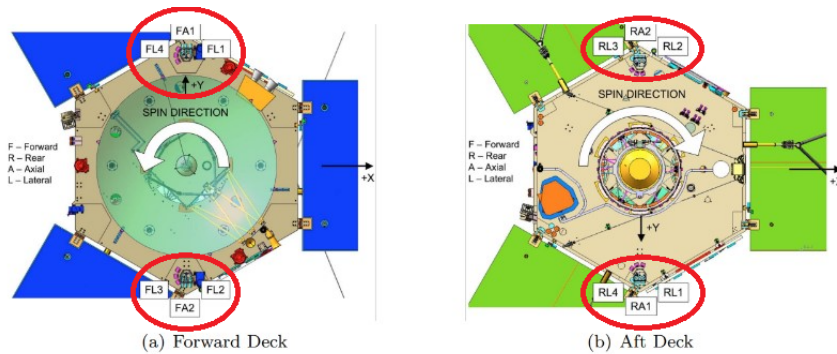 FA1
FL4 FL1
+Y
SPIN DIRECTION
F – Forward
R – Rear
A – Axial
L – Lateral
+X
FL3 FL2
FA2
(a) Forward Deck
RA2
RL3 RL2
SPIN DIRECTION
F – Forward
R – Rear
A – Axial
L – Lateral
+Y
RL4 RL1
RA1
(b) Aft Deck